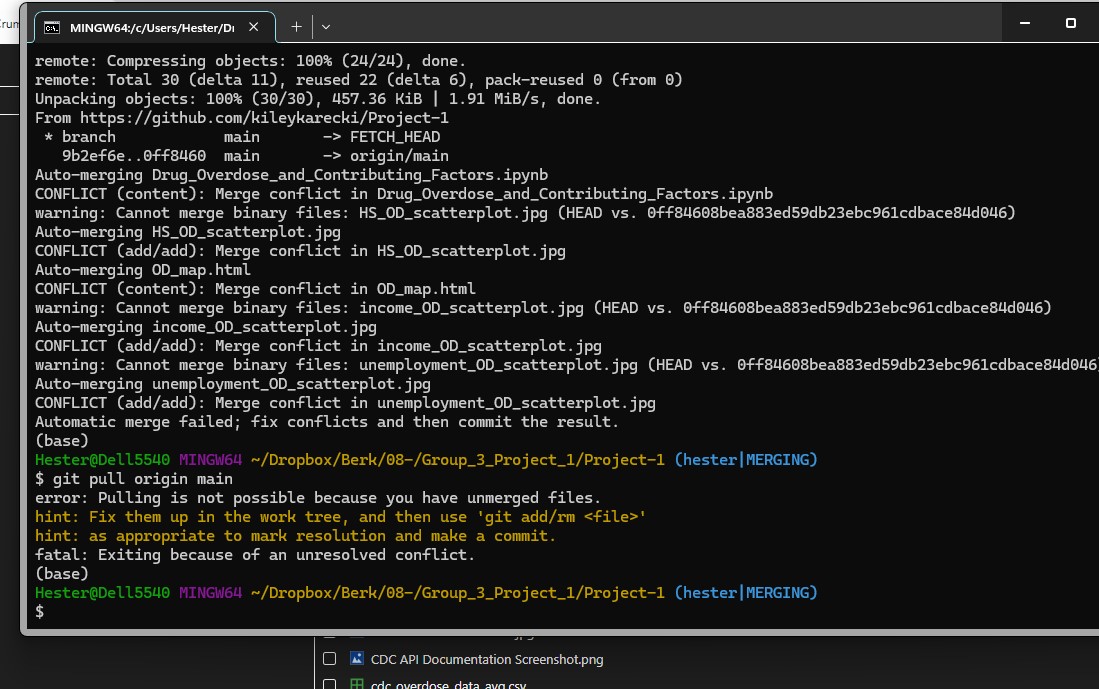 MINGW64:/c/Users/Hester/Dr
remote: Compressing objects: 100% (24/24), done.
remote: Total 30 (delta 11), reused 22 (delta 6), pack-reused 0 (from 0)
Unpacking objects: 100% (30/30), 457.36 KiB | 1.91 MiB/s, done.
From https://github.com/kileykarecki/Project-1
 * branch            main       -> FETCH_HEAD
   9b2ef6e..0ff8460  main       -> origin/main
Auto-merging Drug_Overdose_and_Contributing_Factors.ipynb
CONFLICT (content): Merge conflict in Drug_Overdose_and_Contributing_Factors.ipynb
warning: Cannot merge binary files: HS_OD_scatterplot.jpg (HEAD vs. 0ff84608bea883ed59db23ebc961cdbace84d046)
Auto-merging HS_OD_scatterplot.jpg
CONFLICT (add/add): Merge conflict in HS_OD_scatterplot.jpg
Auto-merging OD_map.html
CONFLICT (content): Merge conflict in OD_map.html
warning: Cannot merge binary files: income_OD_scatterplot.jpg (HEAD vs. 0ff84608bea883ed59db23ebc961cdbace84d046)
Auto-merging income_OD_scatterplot.jpg
CONFLICT (add/add): Merge conflict in income_OD_scatterplot.jpg
warning: Cannot merge binary files: unemployment_OD_scatterplot.jpg (HEAD vs. 0ff84608bea883ed59db23ebc961cdbace84d046)
Auto-merging unemployment_OD_scatterplot.jpg
CONFLICT (add/add): Merge conflict in unemployment_OD_scatterplot.jpg
Automatic merge failed; fix conflicts and then commit the result.
(base)
Hester@Dell5540 MINGW64 ~/Dropbox/Berk/08-/Group_3_Project_1/Project-1 (hester|MERGING)
$ git pull origin main
error: Pulling is not possible because you have unmerged files.
hint: Fix them up in the work tree, and then use 'git add/rm <file>'
hint: as appropriate to mark resolution and make a commit.
fatal: Exiting because of an unresolved conflict.
(base)
Hester@Dell5540 MINGW64 ~/Dropbox/Berk/08-/Group_3_Project_1/Project-1 (hester|MERGING)
$
CDC API Documentation Screenshot.png
cdc_overdose_data_avg.csv